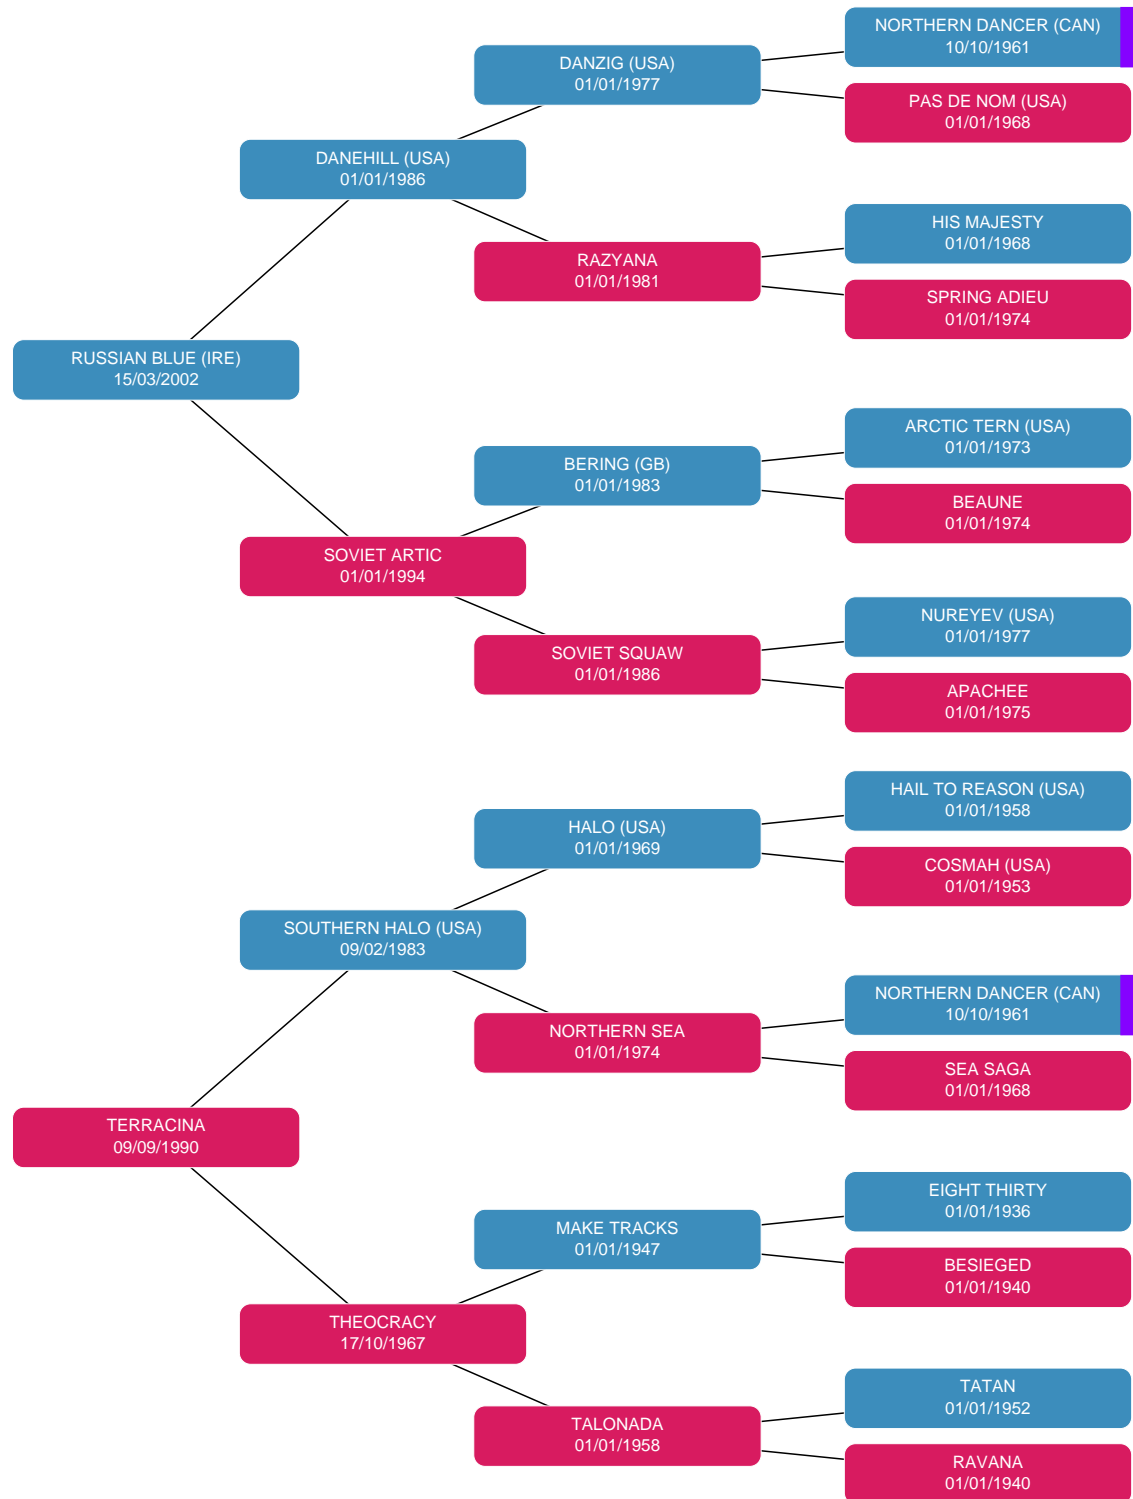 NORTHERN DANCER (CAN)
10/10/1961
DANZIG (USA)
01/01/1977
PAS DE NOM (USA)
01/01/1968
DANEHILL (USA)
01/01/1986
HIS MAJESTY
01/01/1968
RAZYANA
01/01/1981
SPRING ADIEU
01/01/1974
RUSSIAN BLUE (IRE)
15/03/2002
ARCTIC TERN (USA)
01/01/1973
BERING (GB)
01/01/1983
BEAUNE
01/01/1974
SOVIET ARTIC
01/01/1994
NUREYEV (USA)
01/01/1977
SOVIET SQUAW
01/01/1986
APACHEE
01/01/1975
HAIL TO REASON (USA)
01/01/1958
HALO (USA)
01/01/1969
COSMAH (USA)
01/01/1953
SOUTHERN HALO (USA)
09/02/1983
NORTHERN DANCER (CAN)
10/10/1961
NORTHERN SEA
01/01/1974
SEA SAGA
01/01/1968
TERRACINA
09/09/1990
EIGHT THIRTY
01/01/1936
MAKE TRACKS
01/01/1947
BESIEGED
01/01/1940
THEOCRACY
17/10/1967
TATAN
01/01/1952
TALONADA
01/01/1958
RAVANA
01/01/1940